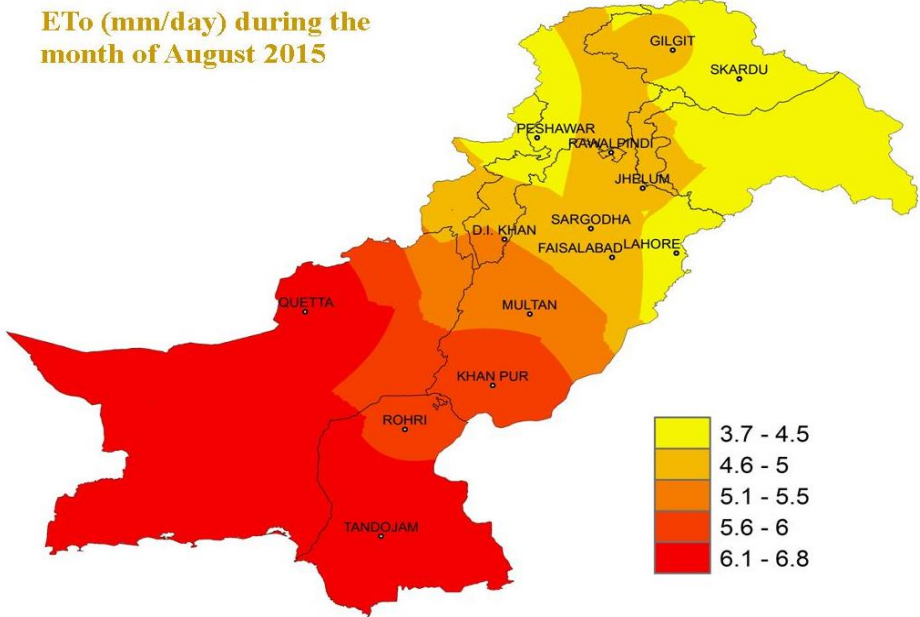 ETo (mm/day) during the
month of August 2015
GILGIT
SKARDU
PESHAWAR
RAWALPINDI
JHELUM
SARGODHA
D.I. KHAN
FAISALABAD
LAHORE
QUETTA
MULTAN
KHAN PUR
ROHRI
TANDOJAM
3.7 - 4.5
4.6 - 5
5.1 - 5.5
5.6 - 6
6.1 - 6.8